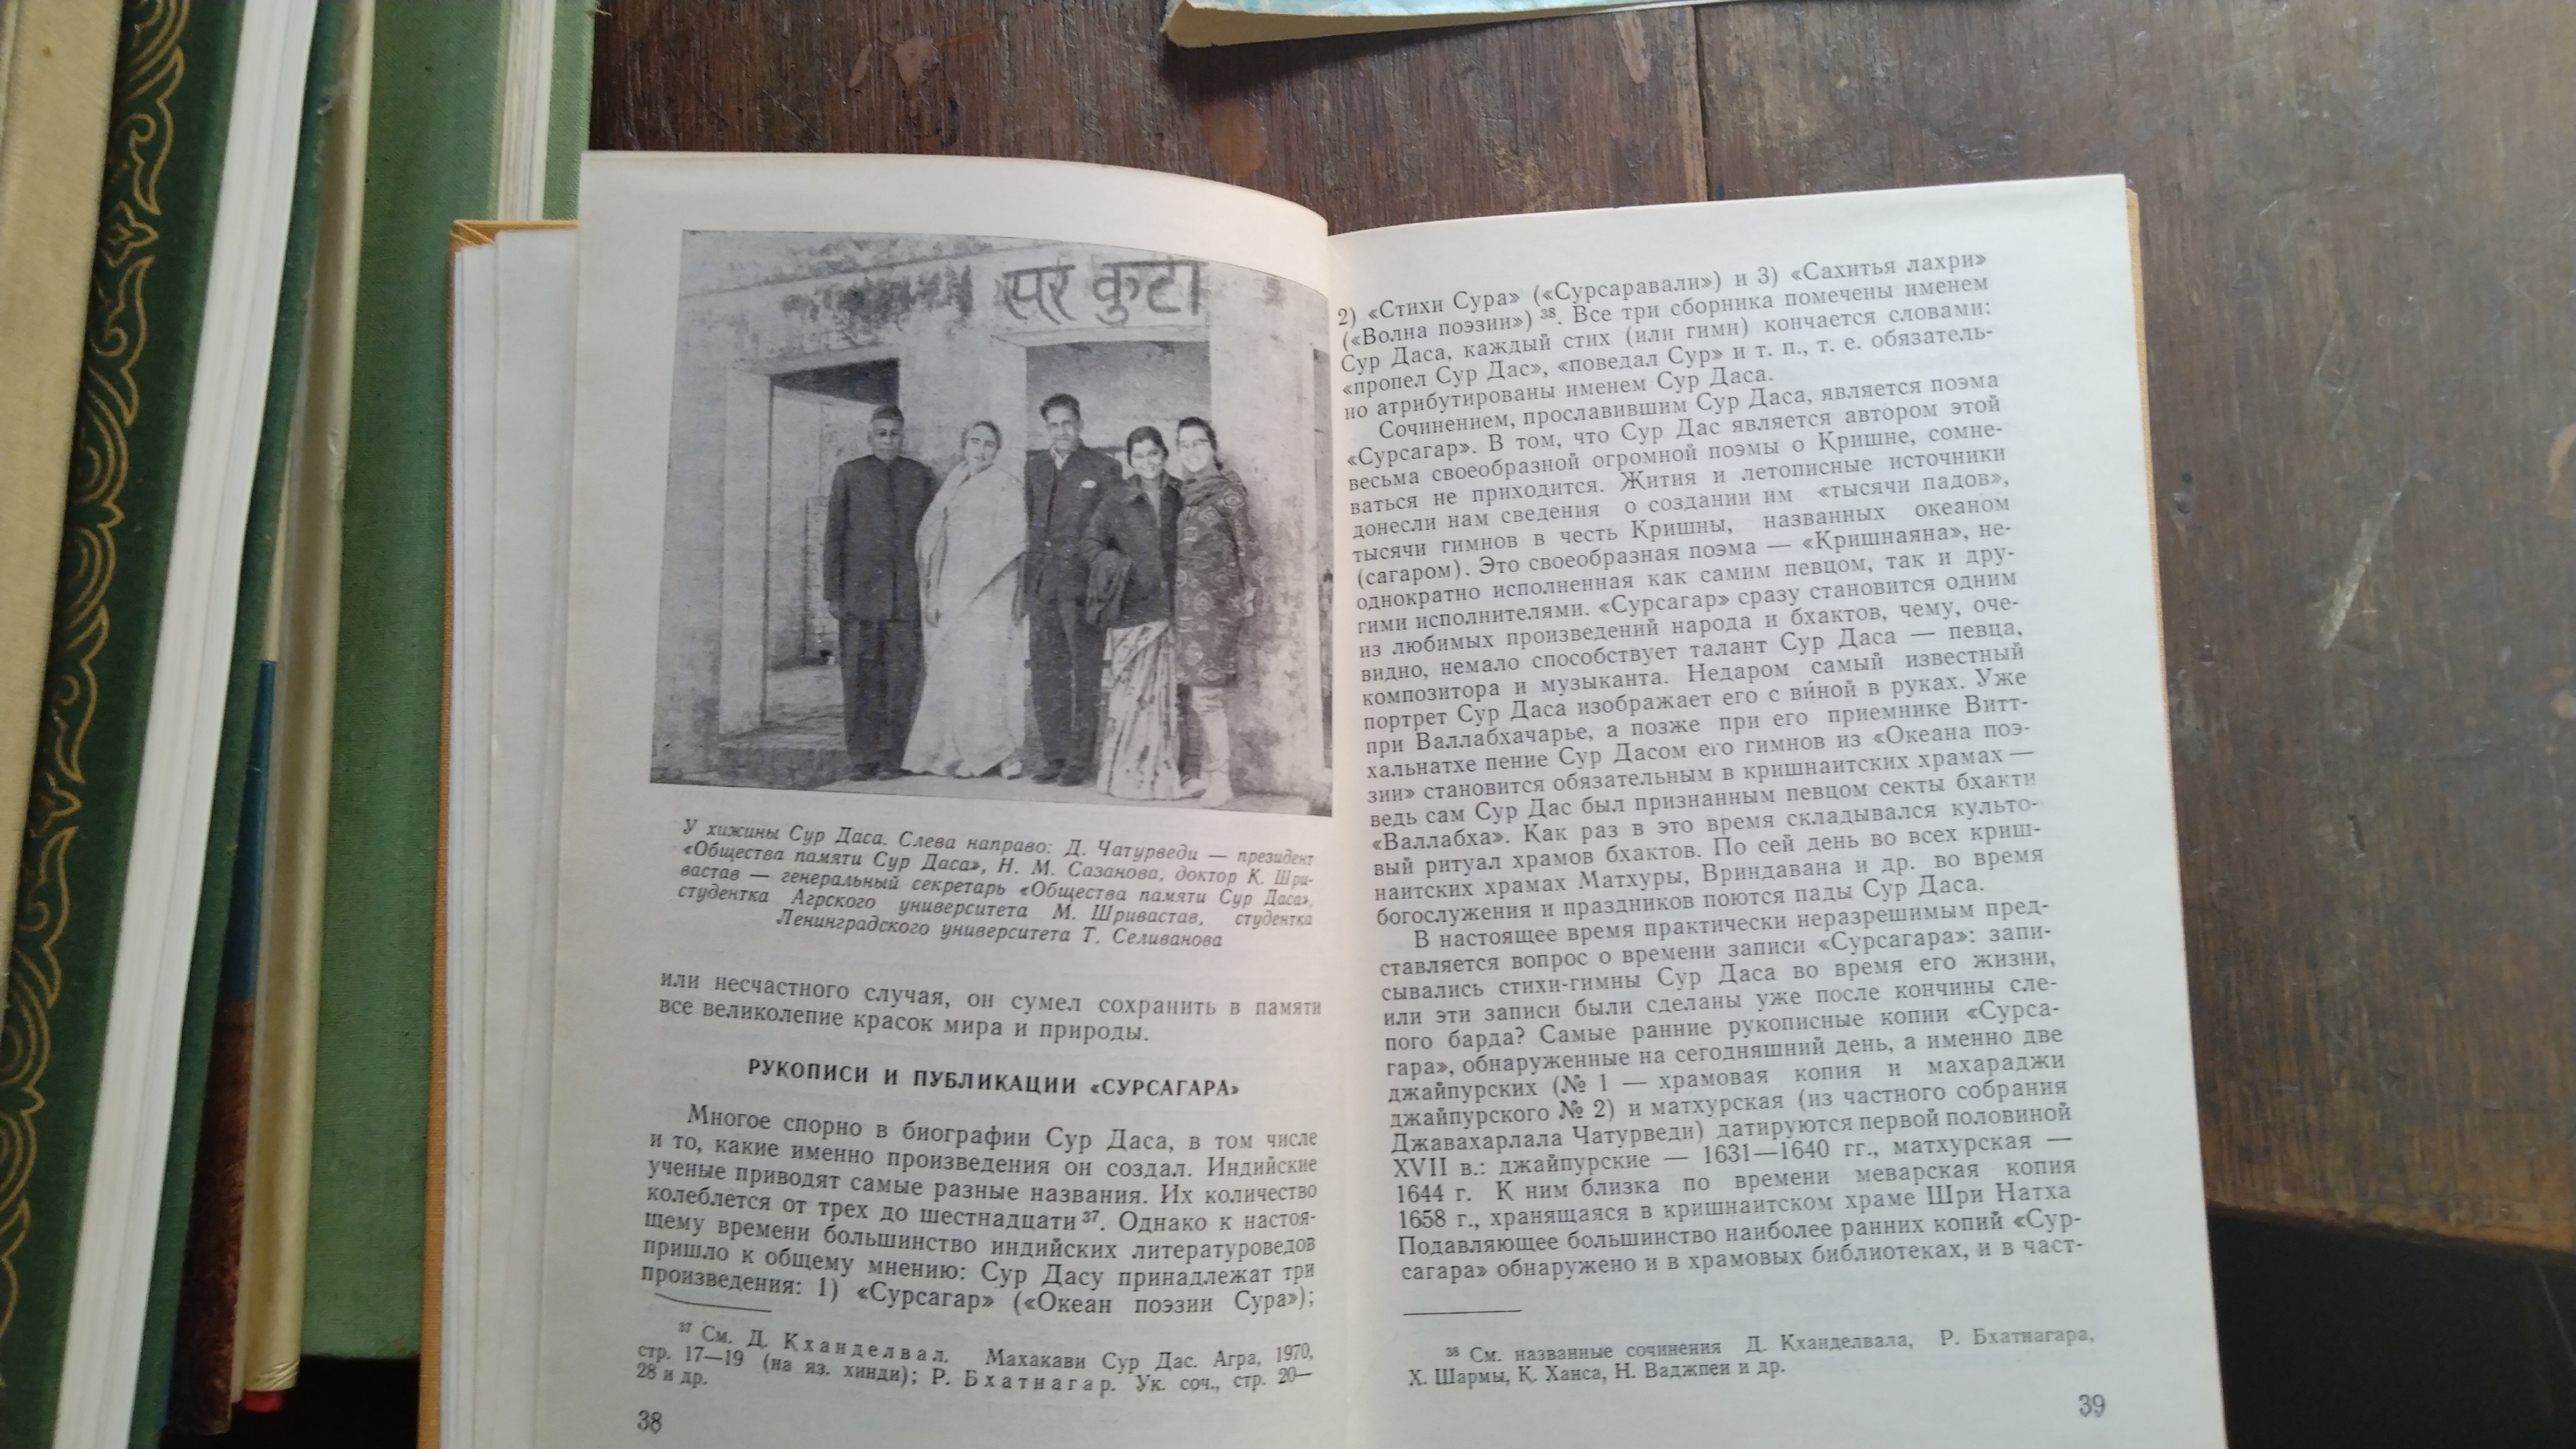 सूर कुटी
У хижины Сур Даса. Слева направо: Д. Чатурведи — президент
«Общества памяти Сур Даса», Н. М. Сазанова, доктор К. Шри-
вастав — генеральный секретарь «Общества памяти Сур Даса»,
студентка Агрского университета М. Шривастав, студентка
Ленинградского университета Т. Селиванова
или несчастного случая, он сумел сохранить в памяти
все великолепие красок мира и природы.
РУКОПИСИ И ПУБЛИКАЦИИ «СУРСАГАРА»
Многое спорно в биографии Сур Даса, в том числе
и то, какие именно произведения он создал. Индийские
ученые приводят самые разные названия. Их количество
колеблется от трех до шестнадцати 37. Однако к настоя-
щему времени большинство индийских литературоведов
пришло к общему мнению: Сур Дасу принадлежат три
произведения: 1) «Сурсагар» («Океан поэзии Сура»);
37 См. Д. Кханделвал. Махакави Сур Дас. Агра, 1970,
стр. 17—19 (на яз. хинди); Р. Бхатнагар. Ук. соч., стр. 20—
28 и др.
38
2) «Стихи Сура» («Сурсаравали») и 3) «Сахитья лахри»
(«Волна поэзии») 38. Все три сборника помечены именем
Сур Даса, каждый стих (или гимн) кончается словами:
«пропел Сур Дас», «поведал Сур» и т. п., т. е. обязатель-
но атрибутированы именем Сур Даса.
Сочинением, прославившим Сур Даса, является поэма
«Сурсагар». В том, что Сур Дас является автором этой
весьма своеобразной огромной поэмы о Кришне, сомне-
ваться не приходится. Жития и летописные источники
донесли нам сведения о создании им «тысячи падов»,
тысячи гимнов в честь Кришны, названных океаном
(сагаром). Это своеобразная поэма — «Кришнаяна», не-
однократно исполненная как самим певцом, так и дру-
гими исполнителями. «Сурсагар» сразу становится одним
из любимых произведений народа и бхактов, чему, оче-
видно, немало способствует талант Сур Даса — певца,
композитора и музыканта. Недаром самый известный
портрет Сур Даса изображает его с ви́ной в руках. Уже
при Валлабхачарье, а позже при его приемнике Витт-
хальнатхе пение Сур Дасом его гимнов из «Океана поэ-
зии» становится обязательным в кришнаитских храмах —
ведь сам Сур Дас был признанным певцом секты бхакти
«Валлабха». Как раз в это время складывался культо-
вый ритуал храмов бхактов. По сей день во всех криш-
наитских храмах Матхуры, Вриндавана и др. во время
богослужения и праздников поются пады Сур Даса.
В настоящее время практически неразрешимым пред-
ставляется вопрос о времени записи «Сурсагара»: запи-
сывались стихи-гимны Сур Даса во время его жизни,
или эти записи были сделаны уже после кончины сле-
пого барда? Самые ранние рукописные копии «Сурса-
гара», обнаруженные на сегодняшний день, а именно две
джайпурских (№ 1 — храмовая копия и махараджи
джайпурского № 2) и матхурская (из частного собрания
Джавахарлала Чатурведи) датируются первой половиной
XVII в.: джайпурские — 1631—1640 гг., матхурская —
1644 г. К ним близка по времени меварская копия
1658 г., хранящаяся в кришнаитском храме Шри Натха
Подавляющее большинство наиболее ранних копий «Сур-
сагара» обнаружено и в храмовых библиотеках, и в част-
38 См. названные сочинения Д. Кханделвала, Р. Бхатнагара,
Х. Шармы, К. Ханса, Н. Ваджпеи и др.
39